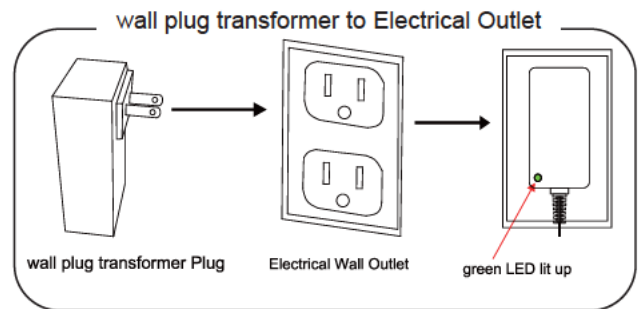 wall plug transformer to Electrical Outlet
wall plug transformer Plug
Electrical Wall Outlet
green LED lit up